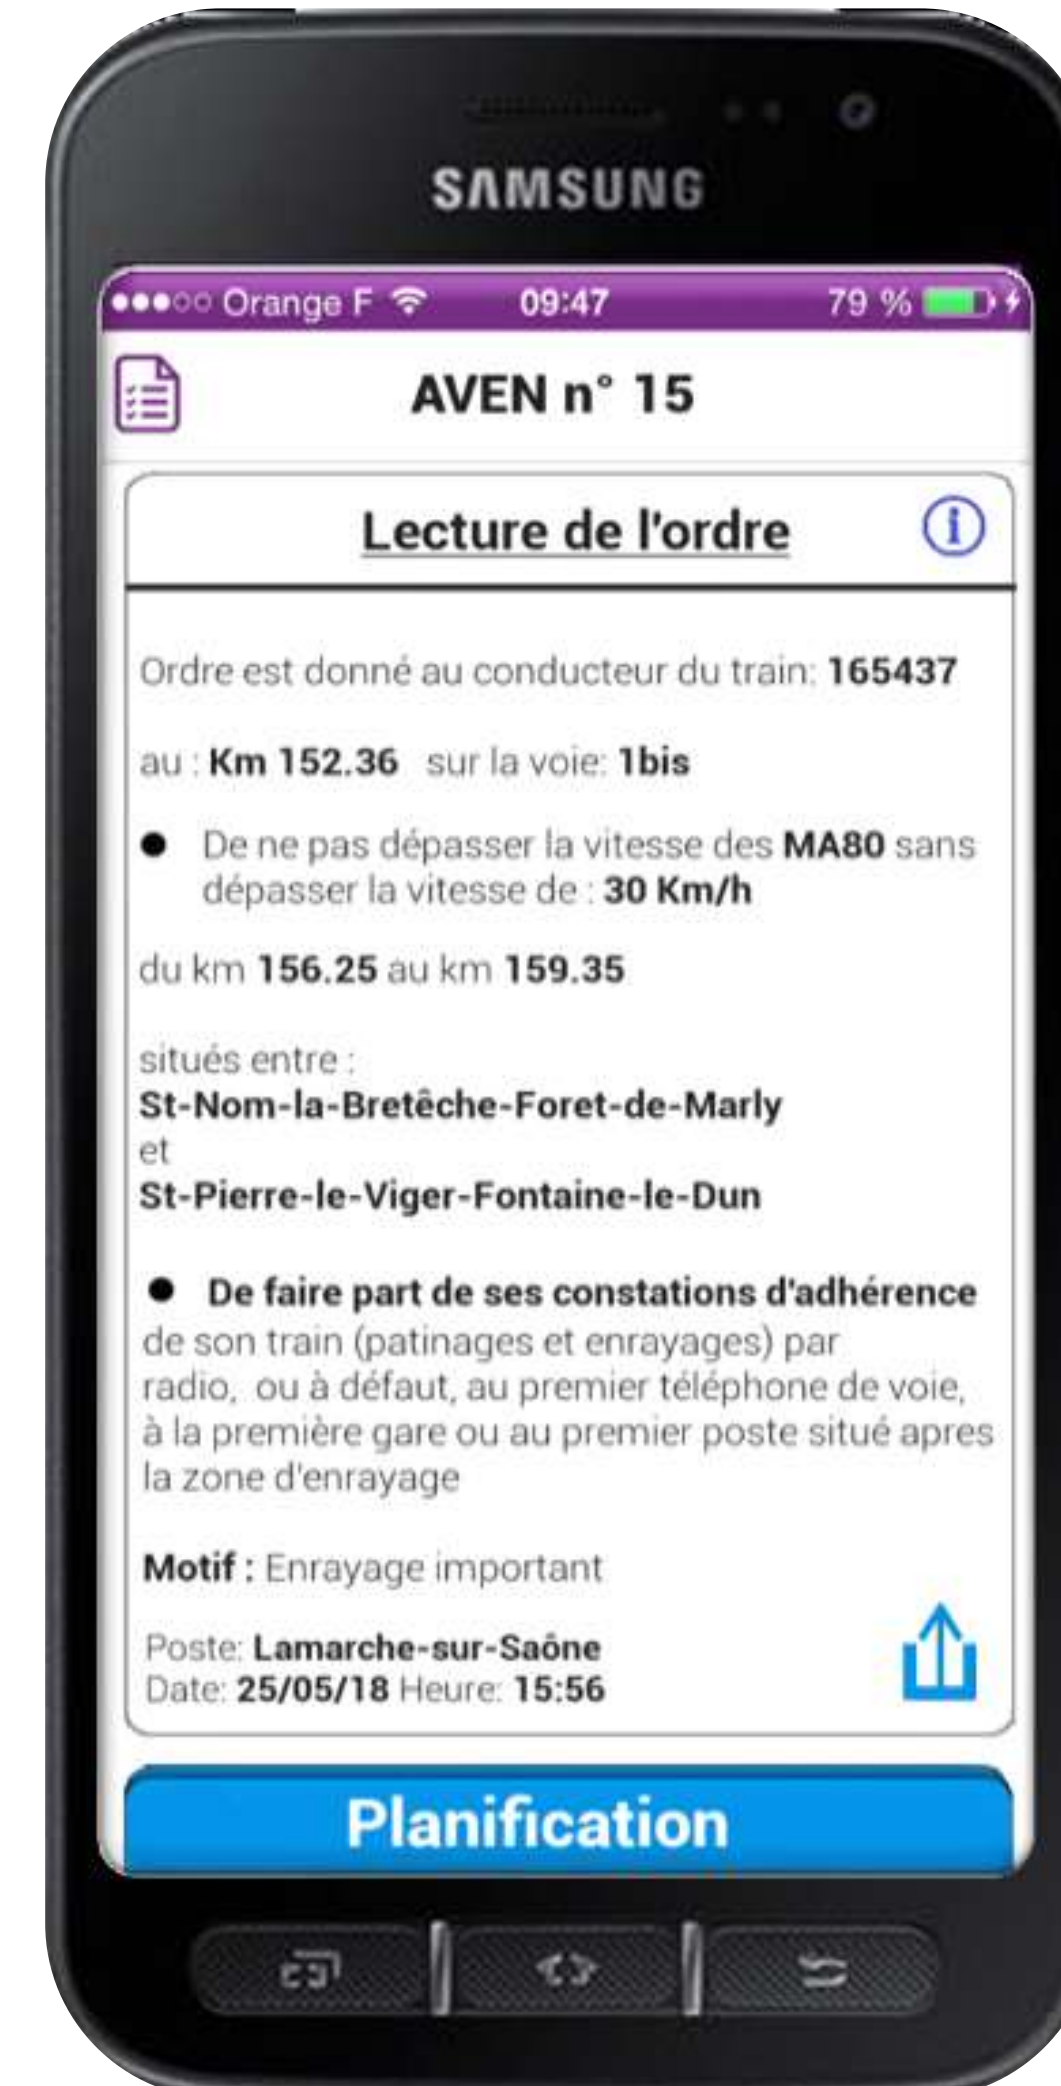 SAMSUNG
Orange F 09:47 79 %
AVEN n° 15
Lecture de l'ordre
Ordre est donné au conducteur du train: 165437
au : Km 152.36 sur la voie: 1bis
● De ne pas dépasser la vitesse des MA80 sans
dépasser la vitesse de : 30 Km/h
du km 156.25 au km 159.35
situés entre :
St-Nom-la-Bretêche-Foret-de-Marly
et
St-Pierre-le-Viger-Fontaine-le-Dun
● De faire part de ses constations d'adhérence
de son train (patinages et enrayages) par
radio, ou à défaut, au premier téléphone de voie,
à la première gare ou au premier poste situé apres
la zone d'enrayage
Motif : Enrayage important
Poste: Lamarche-sur-Saône
Date: 25/05/18 Heure: 15:56
Planification